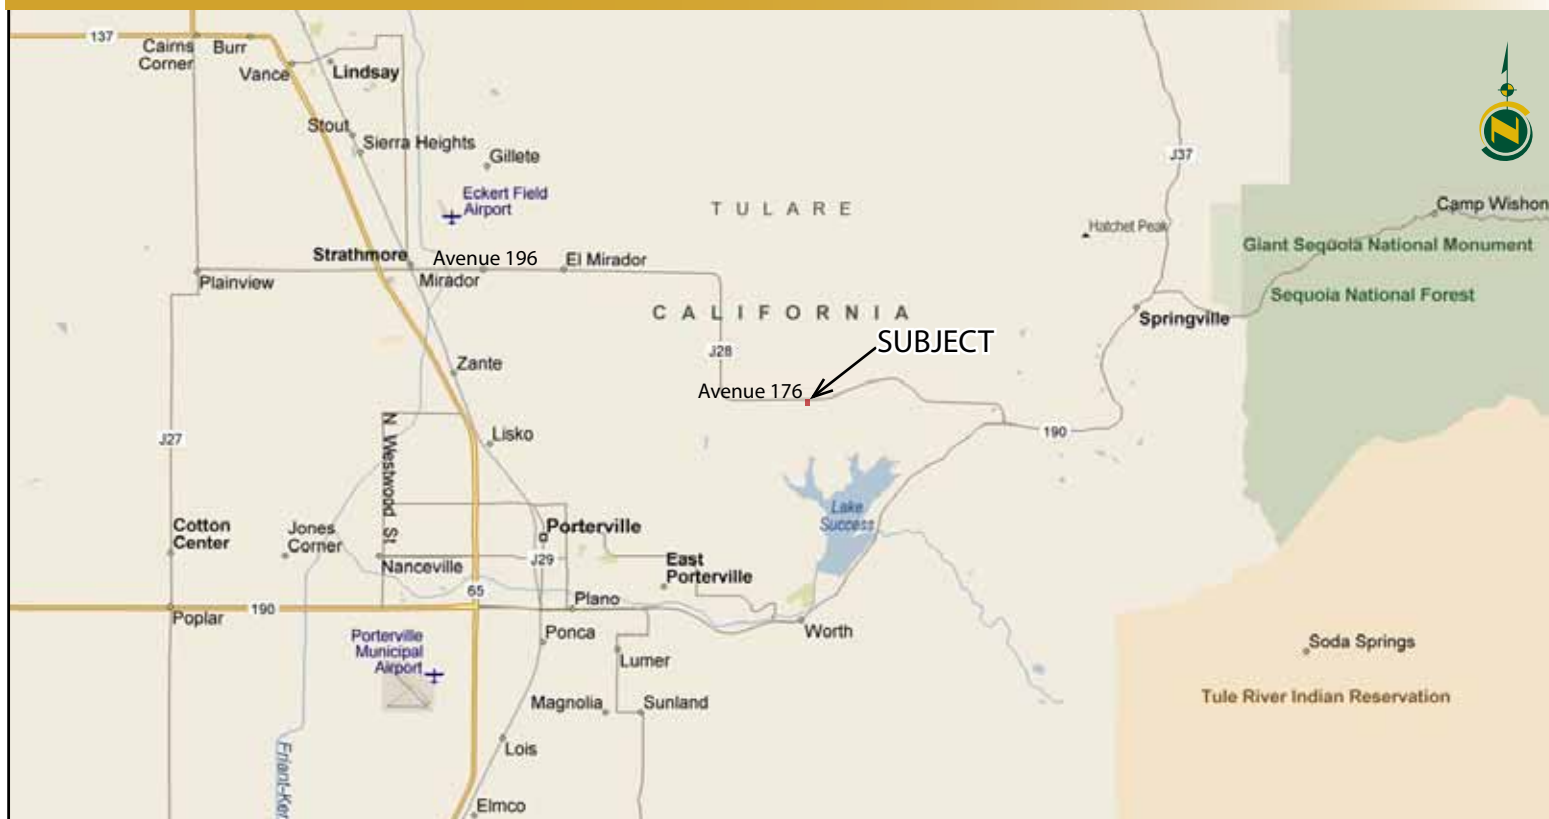 137
Cairns
Corner
Burr
Vance
Lindsay
Stout
Sierra Heights
Gillete
Eckert Field
Airport
TULARE
J37
Hatchet Peak
Camp Wishon
Giant Sequoia National Monument
Sequoia National Forest
N
Strathmore
Avenue 196
El Mirador
Mirador
Plainview
CALIFORNIA
Springville
SUBJECT
J28
Zante
Avenue 176
J27
N Westwood St
Lisko
190
Lake
Success
Cotton
Center
Jones
Corner
Porterville
J29
Nanceville
East
Porterville
65
Plano
190
Poplar
Ponca
Worth
Porterville
Municipal
Airport
Lumer
Soda Springs
Tule River Indian Reservation
Magnolia
Sunland
Lois
Friant-Ker
Elmco